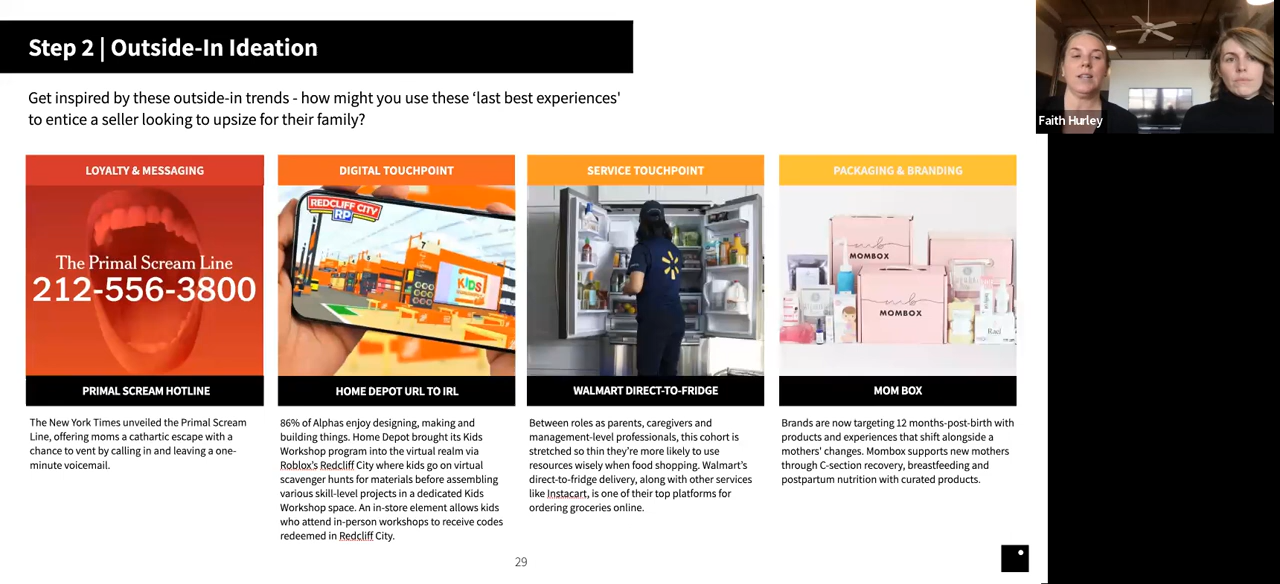 Step 2 | Outside-In Ideation
Get inspired by these outside-in trends - how might you use these ‘last best experiences'
to entice a seller looking to upsize for their family?
Faith Hurley
LOYALTY & MESSAGING
The Primal Scream Line
212-556-3800
PRIMAL SCREAM HOTLINE
The New York Times unveiled the Primal Scream
Line, offering moms a cathartic escape with a
chance to vent by calling in and leaving a one-
minute voicemail.
DIGITAL TOUCHPOINT
REDCLIFF CITY
RP
7
KIDS
HOME DEPOT URL TO IRL
86% of Alphas enjoy designing, making and
building things. Home Depot brought its Kids
Workshop program into the virtual realm via
Roblox's Redcliff City where kids go on virtual
scavenger hunts for materials before assembling
various skill-level projects in a dedicated Kids
Workshop space. An in-store element allows kids
who attend in-person workshops to receive codes
redeemed in Redcliff City.
SERVICE TOUCHPOINT
WALMART DIRECT-TO-FRIDGE
Between roles as parents, caregivers and
management-level professionals, this cohort is
stretched so thin they're more likely to use
resources wisely when food shopping. Walmart's
direct-to-fridge delivery, along with other services
like Instacart, is one of their top platforms for
ordering groceries online.
PACKAGING & BRANDING
mb
MOMBOX
mb
MOMBOX
Rael
MOM BOX
Brands are now targeting 12 months-post-birth with
products and experiences that shift alongside a
mothers' changes. Mombox supports new mothers
through C-section recovery, breastfeeding and
postpartum nutrition with curated products.
29